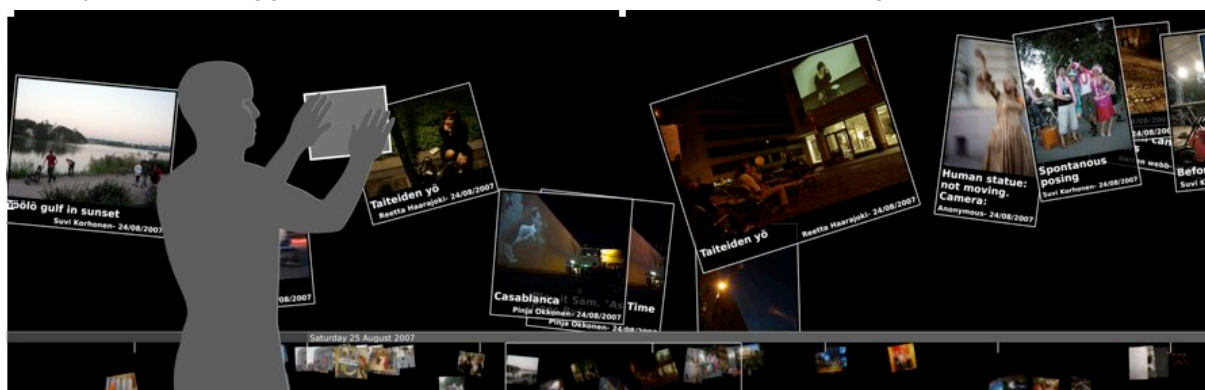 Töölö gulf in sunset
Suvi Korhonen- 24/08/2007
08/2007
Taiteiden yö
Reetta Haarajoki- 24/08/2007
Casablanca
it Sam. "As Time
Pinja Okkonen- 24/08/2007
Pinja Okkonen- 24/08/2007
Taiteiden yö
Reetta Haarajoki- 24/08/2007
Human statue:
not moving.
Camera:
Anonymous- 24/08/2007
Spontanous
posing
Suvi Korhonen- 24/08/2007
Saturday 25 August 2007